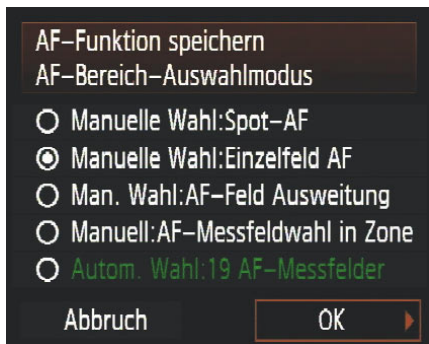 AF-Funktion speichern
AF-Bereich-Auswahlmodus
Manuelle Wahl:Spot-AF
Manuelle Wahl:Einzelfeld AF
Man. Wahl:AF-Feld Ausweitung
Manuell:AF-Messfeldwahl in Zone
Autom. Wahl:19 AF-Messfelder
Abbruch OK